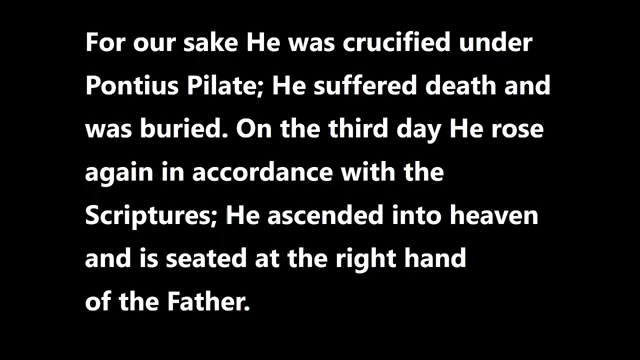 For our sake He was crucified under
Pontius Pilate; He suffered death and
was buried. On the third day He rose
again in accordance with the
Scriptures; He ascended into heaven
and is seated at the right hand
of the Father.